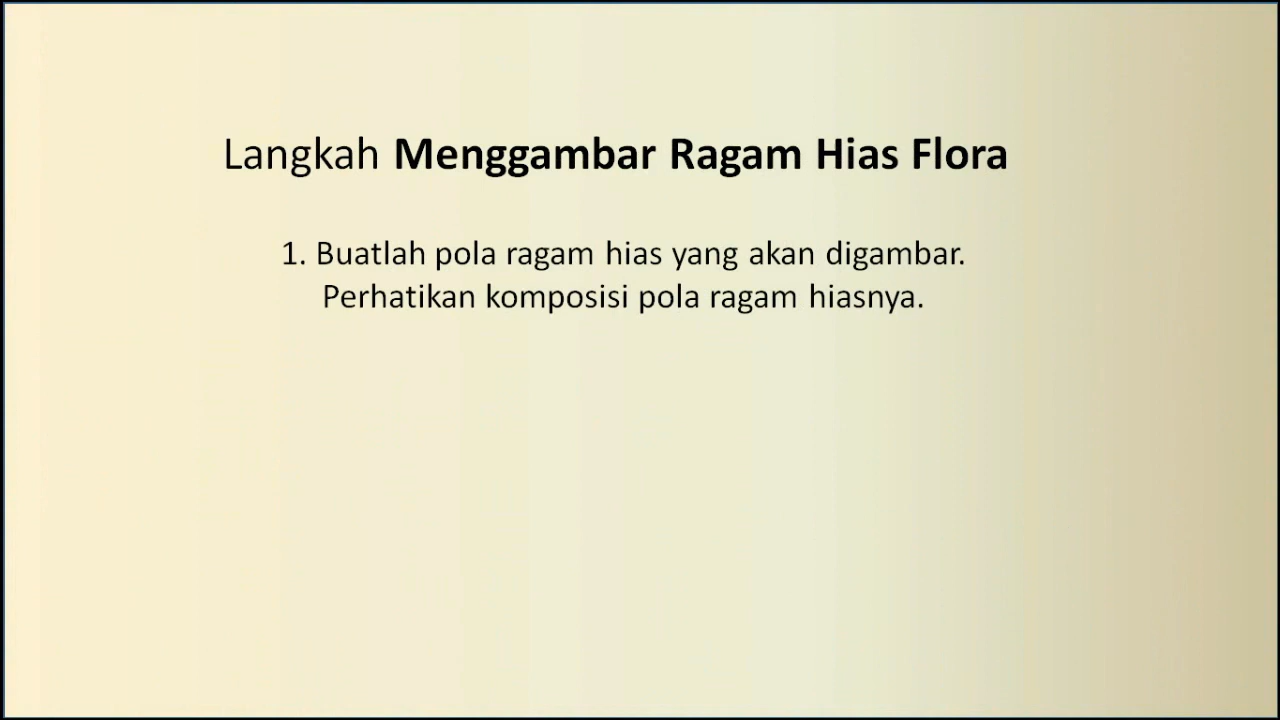 Langkah Menggambar Ragam Hias Flora
1. Buatlah pola ragam hias yang akan digambar.
Perhatikan komposisi pola ragam hiasnya.